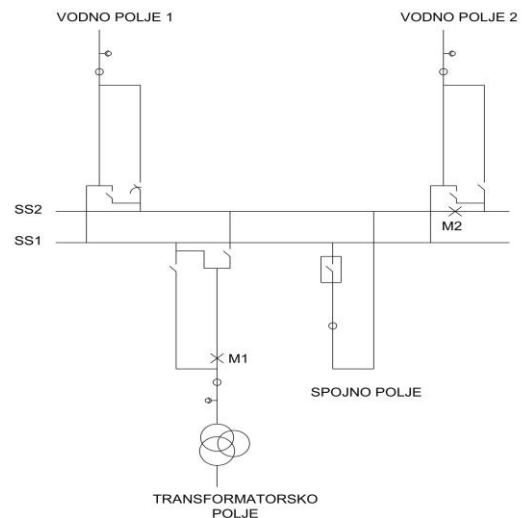 VODNO POLJE 1
VODNO POLJE 2
SS2
M2
SS1
M1
SPOJNO POLJE
TRANSFORMATORSKO
POLJE